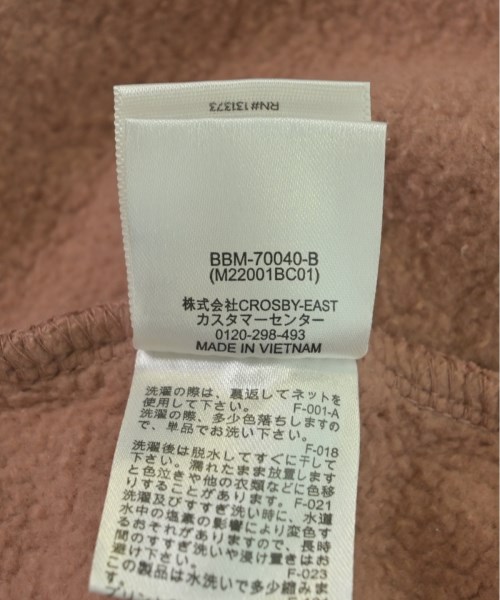 RN#131373
BBM-70040-B
(M22001BC01)
株式会社CROSBY-EAST
カスタマーセンター
0120-298-493
MADE IN VIETNAM
洗濯の際は、裏返してネットを
使用して下さい。 F-001-A
洗濯の際、多少色落ちしますの
で、単品でお洗い下さい。
F-018
洗濯後は脱水してすぐに干して
下さい。濡れたまま放置します
と色泣きや他の衣類などに色移
りすることがあります。F-021
洗濯及びすすぎ洗い時に、水道
水中の塩素の影響により変色す
るおそれがありますので、長時
間のすすぎ洗いや浸け置きはお
避け下さい。 F-023
この製品は水洗いで多少縮みま
す。